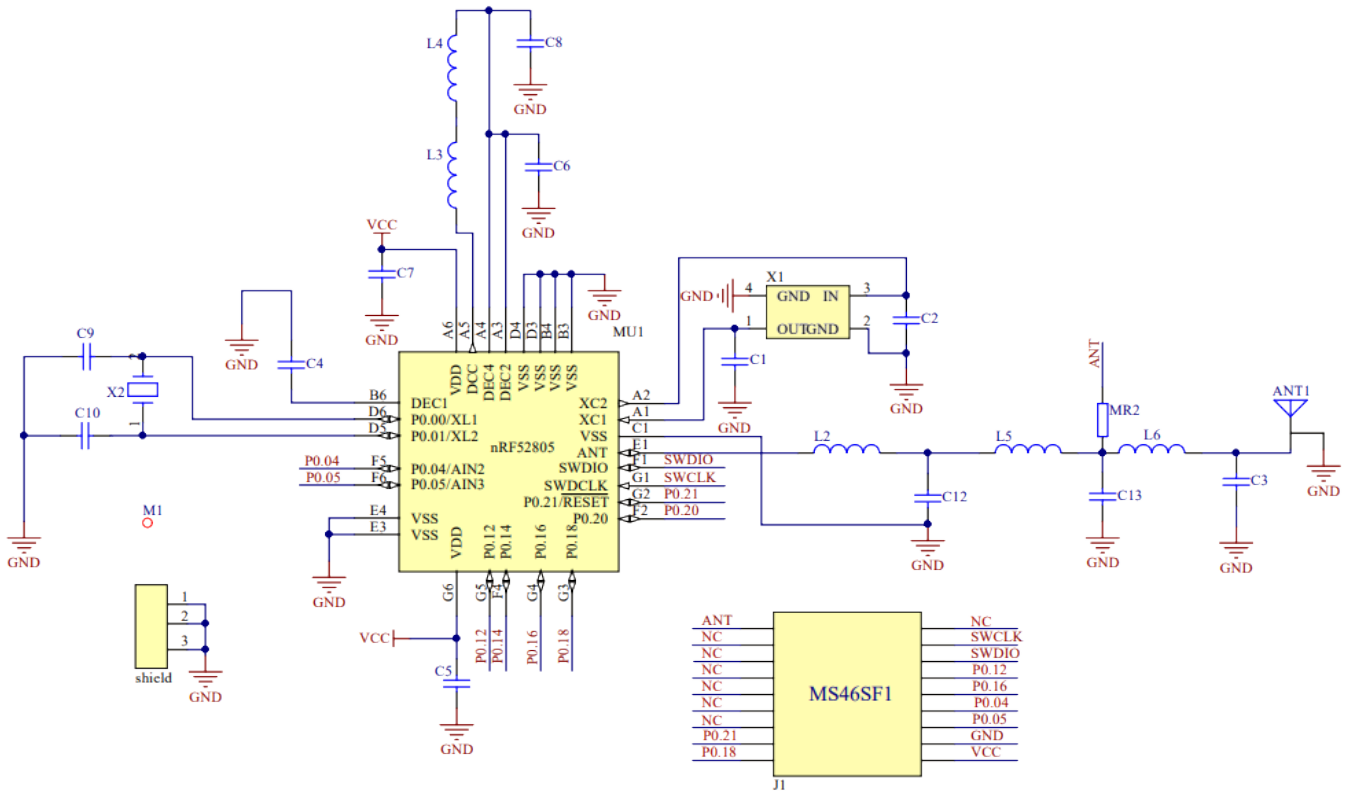 L4
C8
GND
L3
C6
GND
VCC
C7
GND
GND
A6
A5
A4
A3
D4
D3
B4
B3
MU1
X1
GND
4
GND
IN
3
1
OUT
GND
2
C2
C1
GND
GND
C9
2
X2
C10
1
GND
C4
GND
VDD
DCC
DEC4
DEC2
VSS
VSS
VSS
VSS
B6
DEC1
D6
P0.00/XL1
D5
P0.01/XL2
F5
P0.04
P0.04/AIN2
F6
P0.05
P0.05/AIN3
E4
VSS
E3
VSS
GND
nRF52805
XC2
A2
XC1
A1
VSS
C1
ANT
E1
SWDIO
F1
SWDIO
SWDCLK
G1
SWCLK
P0.21/RESET
G2
P0.21
P0.20
F2
P0.20
VDD
P0.12
P0.14
P0.16
P0.18
G6
G5
F4
G4
G3
P0.12
P0.14
P0.16
P0.18
VCC
C5
GND
L2
C12
GND
L5
ANT
MR2
C13
GND
L6
C3
GND
ANT1
GND
M1
1
2
3
shield
GND
ANT
NC
NC
NC
NC
NC
NC
P0.21
P0.18
MS46SF1
NC
SWCLK
SWDIO
P0.12
P0.16
P0.04
P0.05
GND
VCC
J1